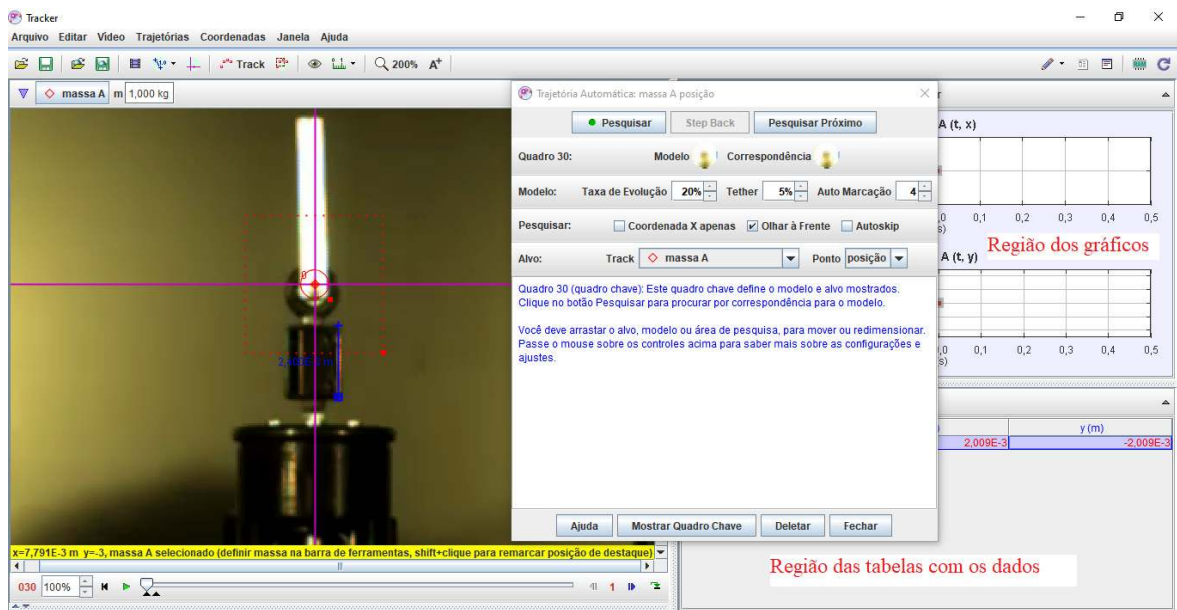 Tracker
Arquivo Editar Video Trajetórias Coordenadas Janela Ajuda
Track 200% A+
massa A m 1,000 kg
Trajetória Automática: massa A posição
Pesquisar Step Back Pesquisar Próximo
Quadro 30: Modelo Correspondência
Modelo: Taxa de Evolução 20% Tether 5% Auto Marcação 4
Pesquisar: Coordenada X apenas Olhar à Frente Autoskip
Alvo: Track massa A Ponto posição
Quadro 30 (quadro chave): Este quadro chave define o modelo e alvo mostrados.
Clique no botão Pesquisar para procurar por correspondência para o modelo.
Você deve arrastar o alvo, modelo ou área de pesquisa, para mover ou redimensionar.
Passe o mouse sobre os controles acima para saber mais sobre as configurações e
ajustes.
Ajuda Mostrar Quadro Chave Deletar Fechar
A (t, x)
,0 0,1 0,2 0,3 0,4 0,5
s)
Região dos gráficos
A (t, y)
,0 0,1 0,2 0,3 0,4 0,5
s)
y (m)
2,009E-3 -2,009E-3
Região das tabelas com os dados
x=7,791E-3 m y=-3, massa A selecionado (definir massa na barra de ferramentas, shift+clique para remarcar posição de destaque)
030 100% 1